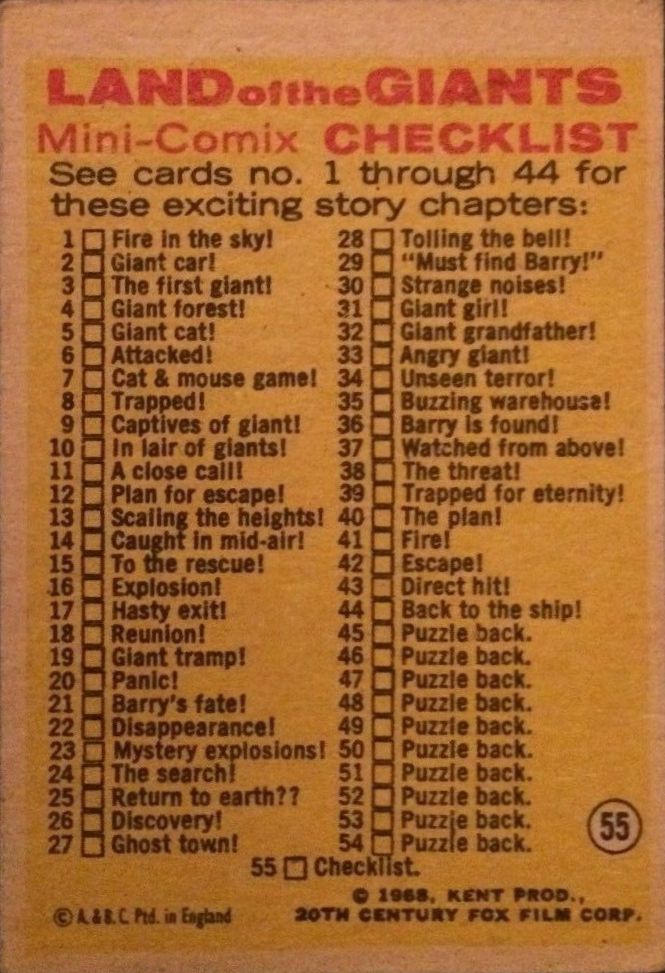 LAND of the GIANTS
Mini-Comix CHECKLIST
See cards no. 1 through 44 for
these exciting story chapters:
1 Fire in the sky!
2 Giant car!
3 The first giant!
4 Giant forest!
5 Giant cat!
6 Attacked!
7 Cat & mouse game!
8 Trapped!
9 Captives of giant!
10 In lair of giants!
11 A close call!
12 Plan for escape!
13 Scaling the heights!
14 Caught in mid-air!
15 To the rescue!
16 Explosion!
17 Hasty exit!
18 Reunion!
19 Giant tramp!
20 Panic!
21 Barry's fate!
22 Disappearance!
23 Mystery explosions!
24 The search!
25 Return to earth??
26 Discovery!
27 Ghost town!
28 Tolling the bell!
29 "Must find Barry!"
30 Strange noises!
31 Giant girl!
32 Giant grandfather!
33 Angry giant!
34 Unseen terror!
35 Buzzing warehouse!
36 Barry is found!
37 Watched from above!
38 The threat!
39 Trapped for eternity!
40 The plan!
41 Fire!
42 Escape!
43 Direct hit!
44 Back to the ship!
45 Puzzle back.
46 Puzzle back.
47 Puzzle back.
48 Puzzle back.
49 Puzzle back.
50 Puzzle back.
51 Puzzle back.
52 Puzzle back.
53 Puzzle back.
54 Puzzle back.
55 Checklist.
55
© 1968, KENT PROD.,
20TH CENTURY FOX FILM CORP.
© A. & B.C. Ptd. in England